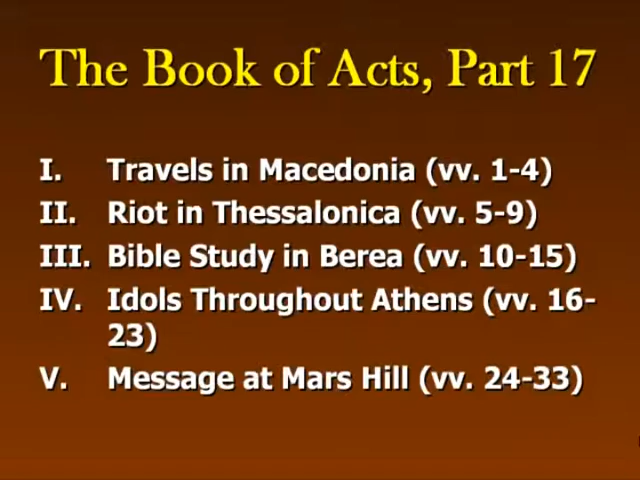 The Book of Acts, Part 17
I. Travels in Macedonia (vv. 1-4)
II. Riot in Thessalonica (vv. 5-9)
III. Bible Study in Berea (vv. 10-15)
IV. Idols Throughout Athens (vv. 16-
23)
V. Message at Mars Hill (vv. 24-33)